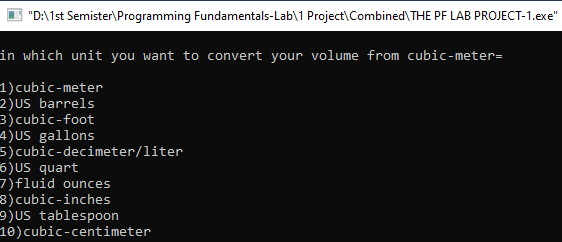 "D:\1st Semister\Programming Fundamentals-Lab\1 Project\Combined\THE PF LAB PROJECT-1.exe"
in which unit you want to convert your volume from cubic-meter=
1)cubic-meter
2)US barrels
3)cubic-foot
4)US gallons
5)cubic-decimeter/liter
6)US quart
7)fluid ounces
8)cubic-inches
9)US tablespoon
10)cubic-centimeter